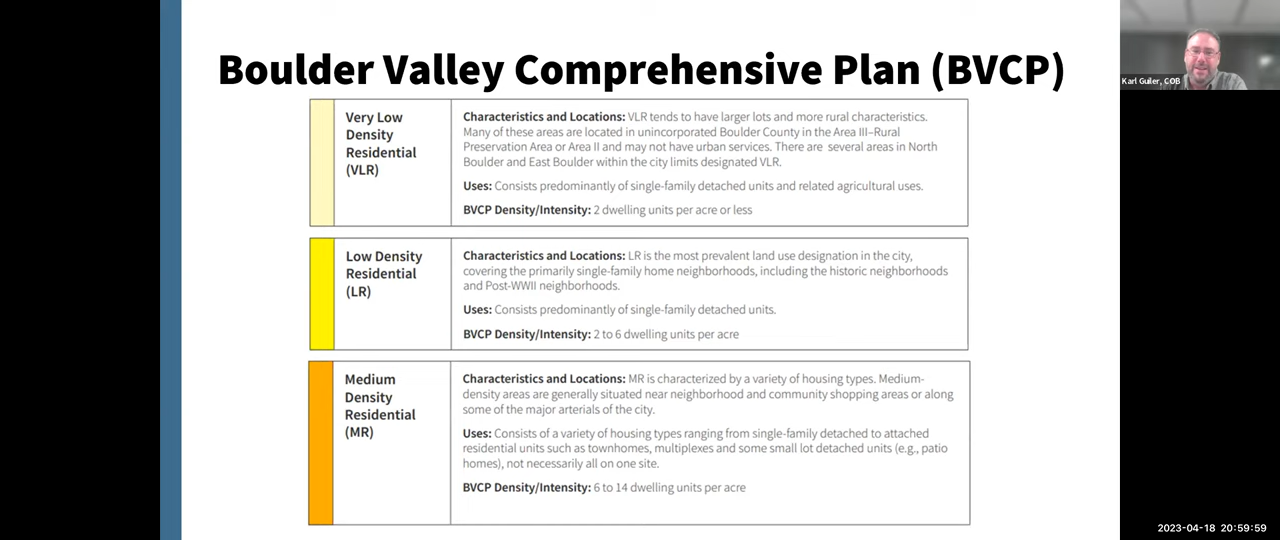 Boulder Valley Comprehensive Plan (BVCP)
Karl Guiler, COB
Very Low
Density
Residential
(VLR)
Characteristics and Locations: VLR tends to have larger lots and more rural characteristics.
Many of these areas are located in unincorporated Boulder County in the Area III–Rural
Preservation Area or Area II and may not have urban services. There are several areas in North
Boulder and East Boulder within the city limits designated VLR.
Uses: Consists predominantly of single-family detached units and related agricultural uses.
BVCP Density/Intensity: 2 dwelling units per acre or less
Low Density
Residential
(LR)
Characteristics and Locations: LR is the most prevalent land use designation in the city,
covering the primarily single-family home neighborhoods, including the historic neighborhoods
and Post-WWII neighborhoods.
Uses: Consists predominantly of single-family detached units.
BVCP Density/Intensity: 2 to 6 dwelling units per acre
Medium
Density
Residential
(MR)
Characteristics and Locations: MR is characterized by a variety of housing types. Medium-
density areas are generally situated near neighborhood and community shopping areas or along
some of the major arterials of the city.
Uses: Consists of a variety of housing types ranging from single-family detached to attached
residential units such as townhomes, multiplexes and some small lot detached units (e.g., patio
homes), not necessarily all on one site.
BVCP Density/Intensity: 6 to 14 dwelling units per acre
2023-04-18 20:59:59